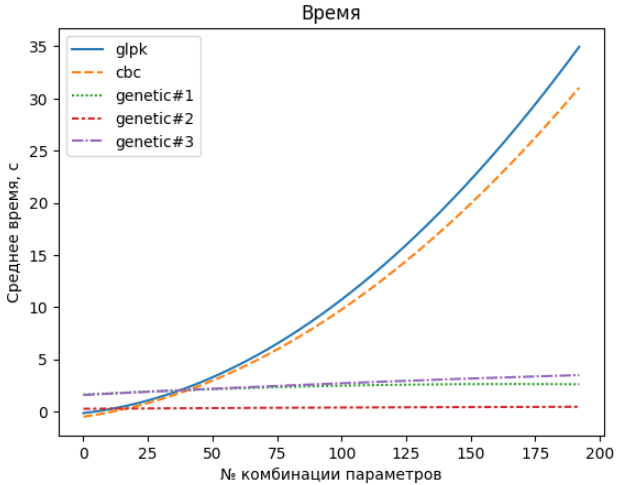 Время
35
30
25
20
15
10
5
0
Среднее время, с
glpk
cbc
genetic#1
genetic#2
genetic#3
0 25 50 75 100 125 150 175 200
№ комбинации параметров